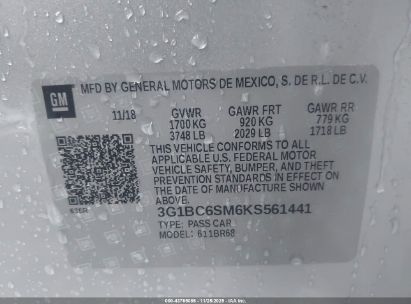 GM
MFD BY GENERAL MOTORS DE MEXICO, S. DE R.L. DE C.V.
11/18 GVWR GAWR FRT GAWR RR
1700 KG 920 KG 779 KG
3748 LB 2029 LB 1718 LB
THIS VEHICLE CONFORMS TO ALL
APPLICABLE U.S. FEDERAL MOTOR
VEHICLE SAFETY, BUMPER, AND THEFT
PREVENTION STANDARDS IN EFFECT ON
THE DATE OF MANUFACTURE SHOWN
ABOVE.
3G1BC6SM6KS561441
TYPE: PASS CAR
MODEL: 611BR68